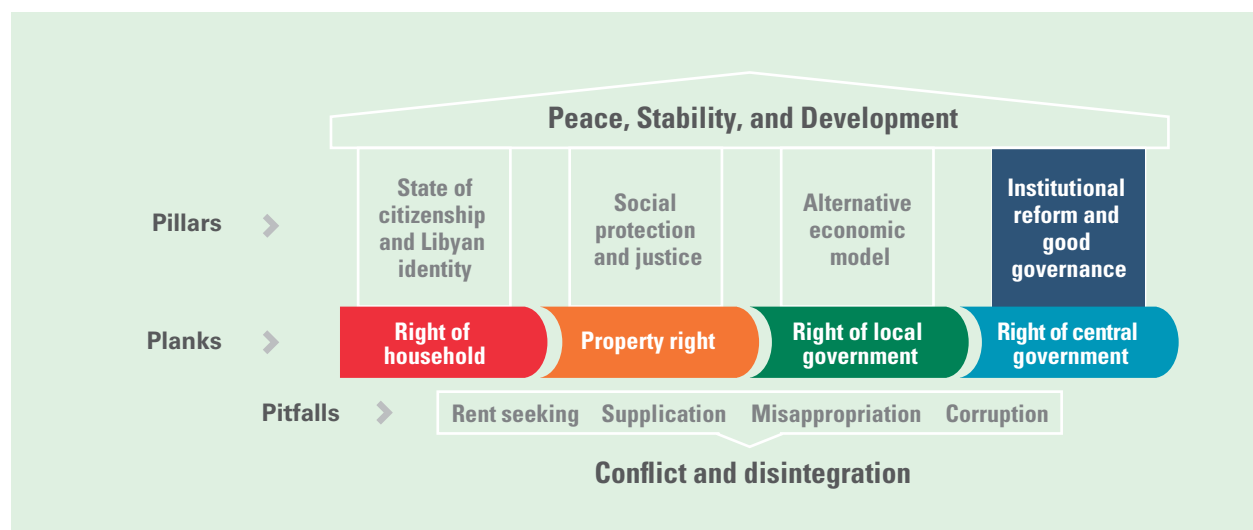 Peace, Stability, and Development
Pillars
State of
citizenship
and Libyan
identity
Social
protection
and justice
Alternative
economic
model
Institutional
reform and
good
governance
Planks
Right of
household
Property right
Right of local
government
Right of central
government
Pitfalls
Rent seeking Supplication Misappropriation Corruption
Conflict and disintegration